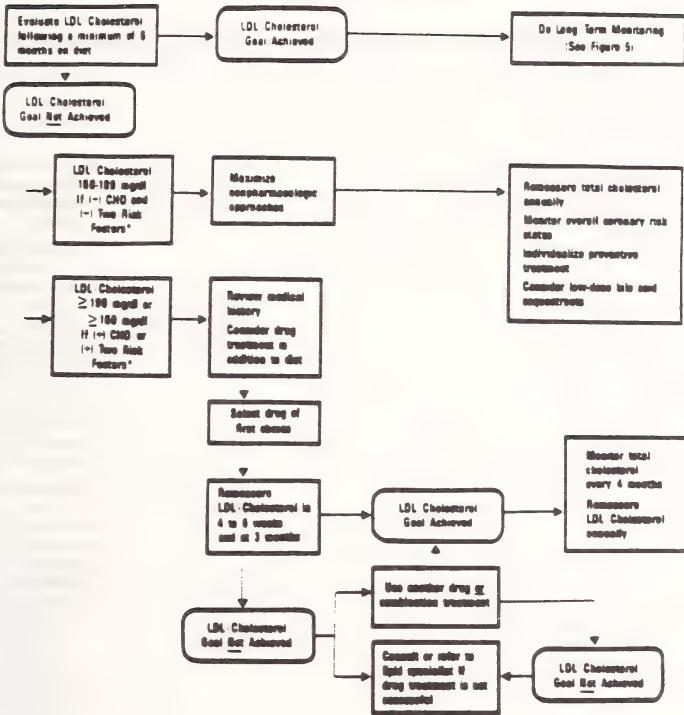 Evaluate LDL Cholesterol
following a minimum of 6
months on diet
LDL Cholesterol
Goal Achieved
Do Long Term Monitoring
(See Figure 5)
LDL Cholesterol
Goal Not Achieved
LDL Cholesterol
160-189 mg/dl
If (-) CHD and
(-) Two Risk
Factors*
Maximize
nonpharmacologic
approaches
Remeasure total cholesterol
annually
Monitor overall coronary risk
status
Individualize preventive
treatment
Consider low-dose bile acid
sequestrants
LDL-Cholesterol
≥190 mg/dl or
≥160 mg/dl
If (+) CHD or
(+) Two Risk
Factors*
Review medical
history
Consider drug
treatment in
addition to diet
Select drug of
first choice
Remeasure
LDL-Cholesterol in
4 to 6 weeks
and at 3 months
LDL Cholesterol
Goal Achieved
Monitor total
cholesterol
every 4 months
Remeasure
LDL Cholesterol
annually
LDL-Cholesterol
Goal Not Achieved
Use another drug or
combination treatment
Consult or refer to
lipid specialist if
drug treatment is not
successful
LDL Cholesterol
Goal Not Achieved